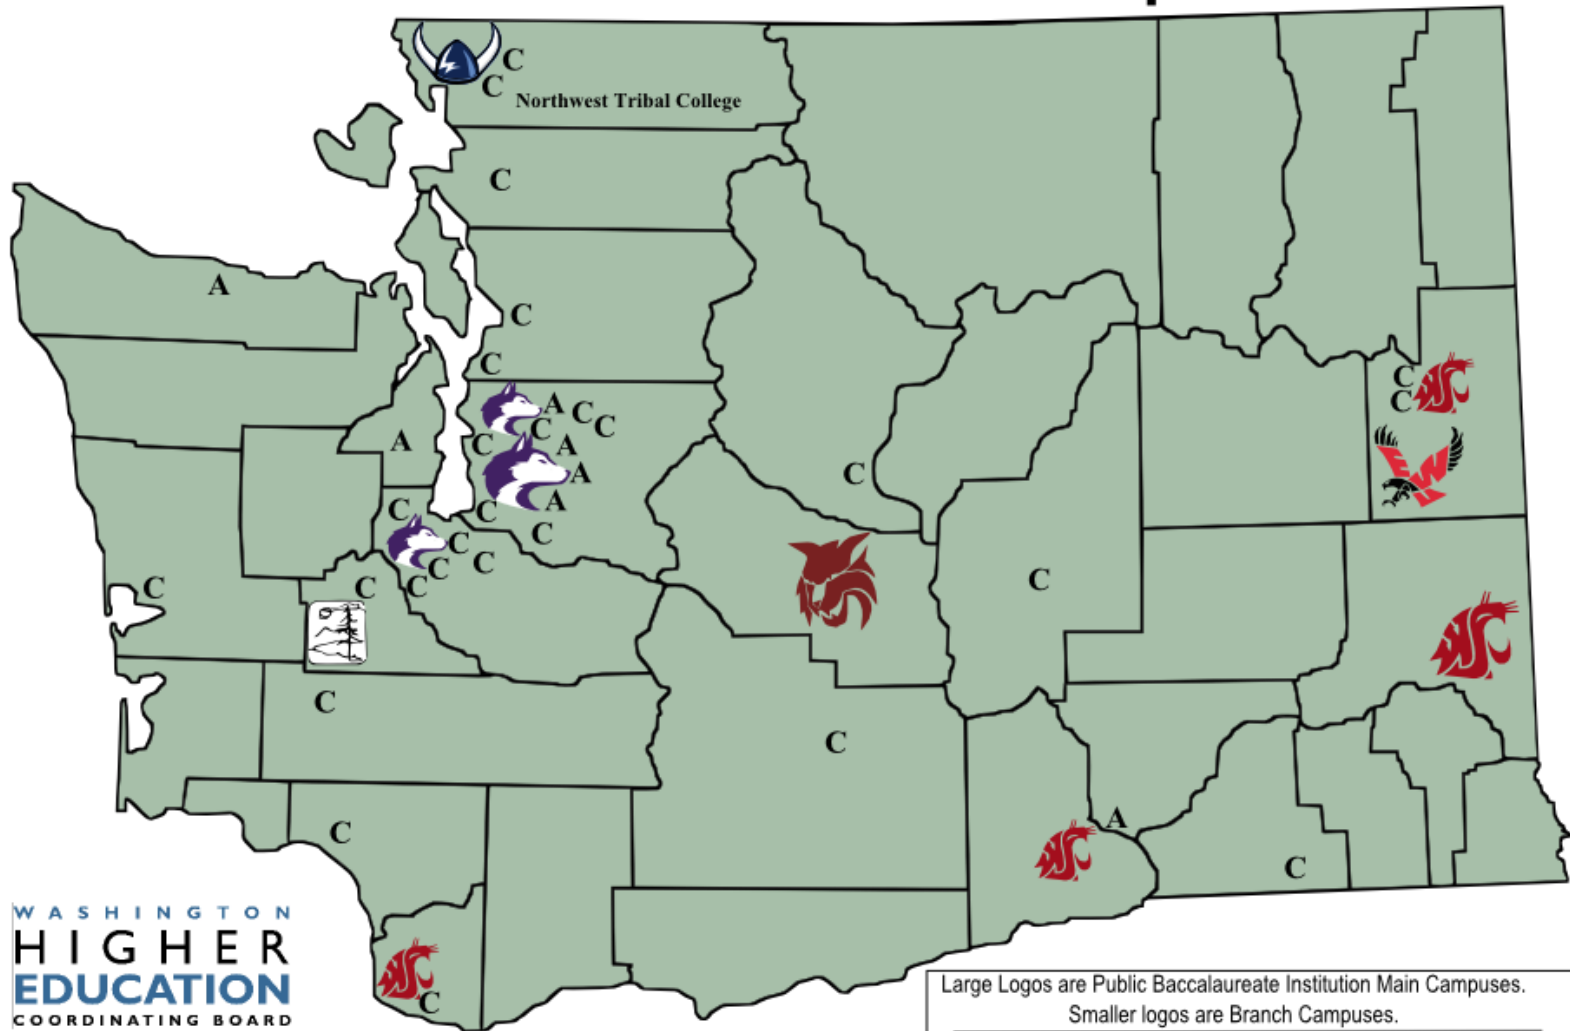 C
C
Northwest Tribal College
C
A
C
C
C
C
A
C
C
C
A
C
A
A
C
C
A
C
C
C
C
C
C
C
C
C
C
C
A
C
C
C
WASHINGTON
HIGHER
EDUCATION
COORDINATING BOARD
Large Logos are Public Baccalaureate Institution Main Campuses.
Smaller logos are Branch Campuses.